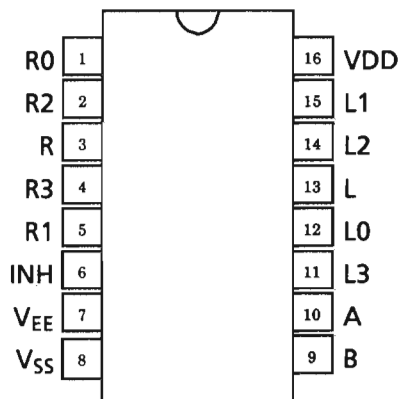 R0 1 16 VDD
R2 2 15 L1
R 3 14 L2
R3 4 13 L
R1 5 12 L0
INH 6 11 L3
VEE 7 10 A
VSS 8 9 B